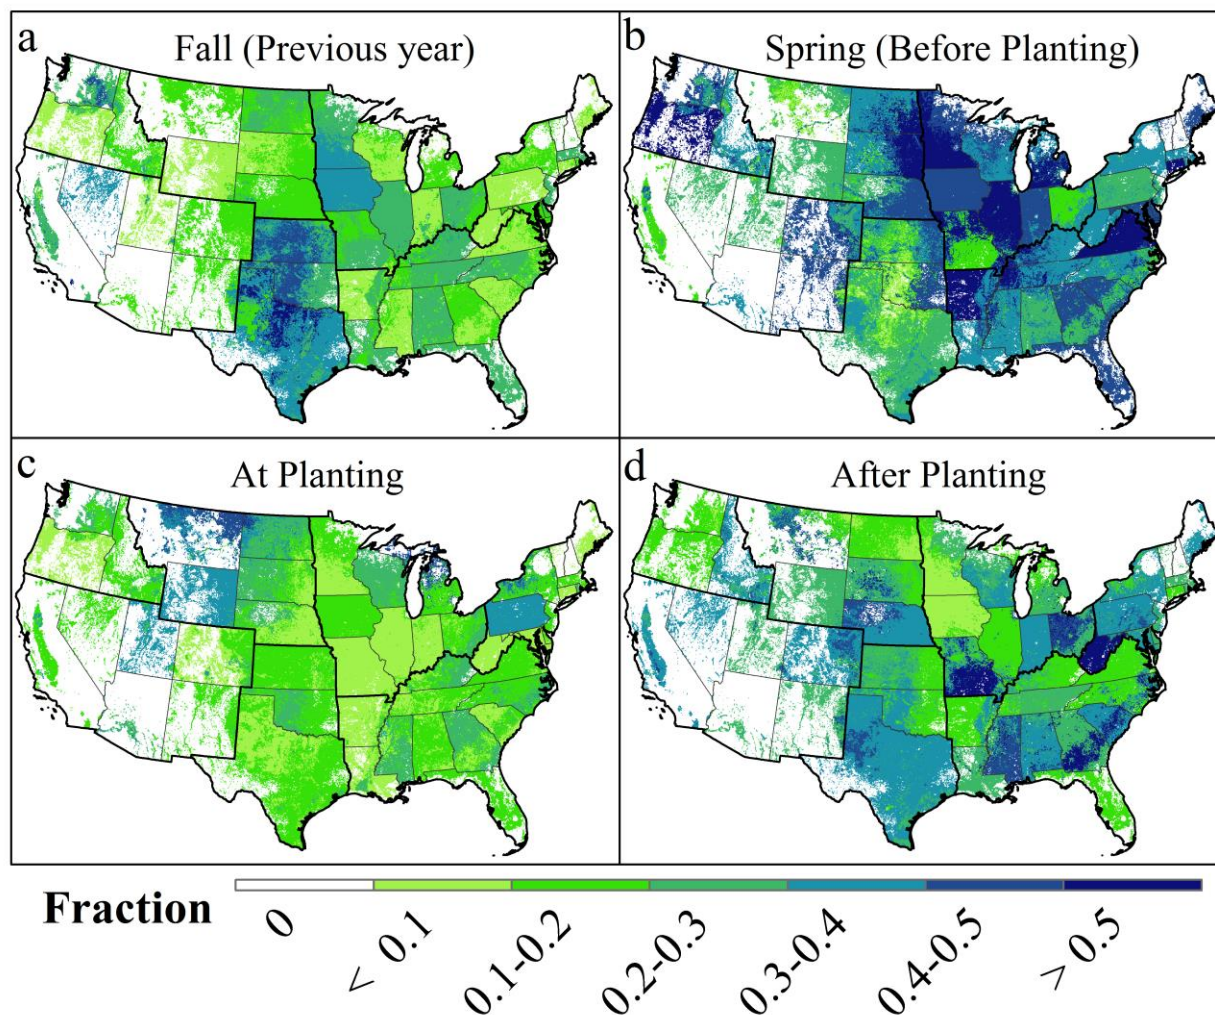 a
Fall (Previous year)
b
Spring (Before Planting)
c
At Planting
d
After Planting
Fraction
0
< 0.1
0.1-0.2
0.2-0.3
0.3-0.4
0.4-0.5
> 0.5